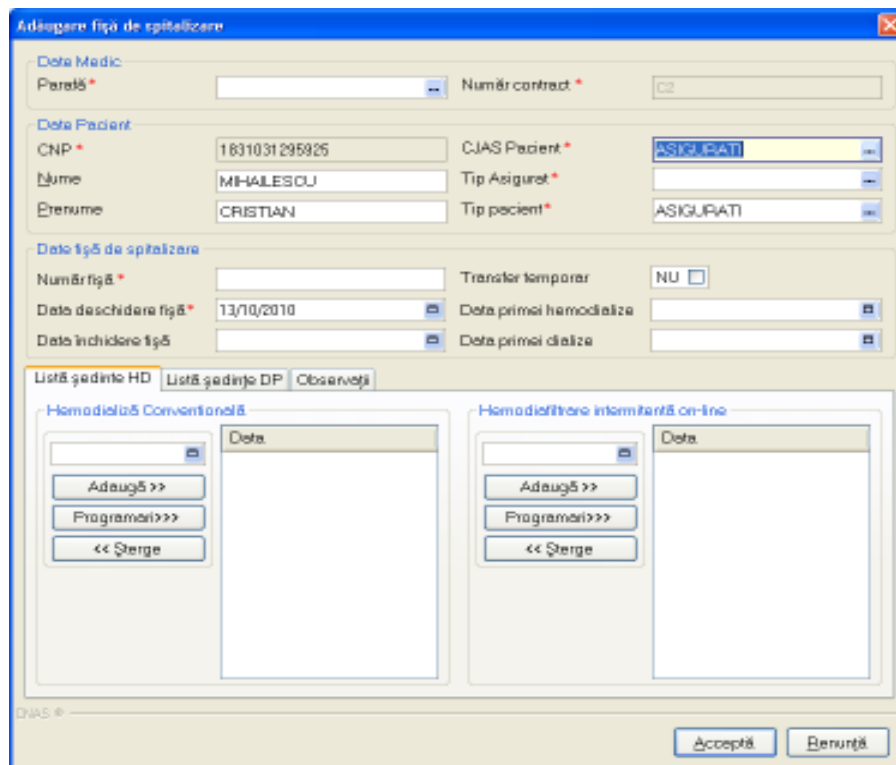 Adăugare fişă de spitalizare
Date Medic
Parafă* Număr contract * C2
Date Pacient
CNP * 1831031295925 CJAS Pacient* ASIGURATI
Nume MIHAILESCU Tip Asigurat*
Prenume CRISTIAN Tip pacient* ASIGURATI
Date fişă de spitalizare
Număr fişă * Transfer temporar NU
Data deschidere fişă* 13/10/2010 Data primei hemodialize
Data închidere fişă Data primei dialize
Listă şedinte HD Listă şedinţe DP Observaţii
Hemodializă Convenţională Hemodiafiltrare intermitentă on-line
Data Data
Adaugă >> Adaugă >>
Programari>>> Programari>>>
<< Şterge << Şterge
CNAS ©
Acceptă Renunţă